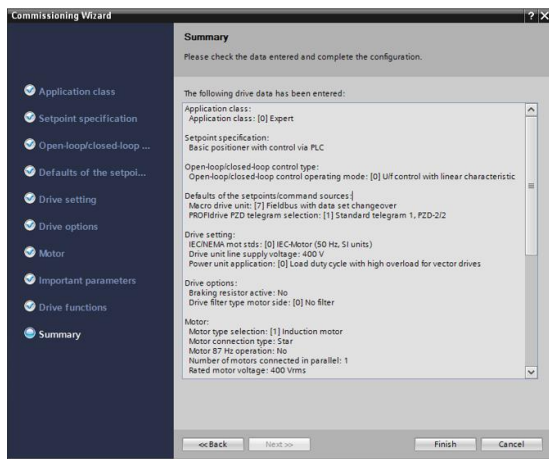 Commissioning Wizard
? X
Summary
Please check the data entered and complete the configuration.
Application class
Setpoint specification
Open-loop/closed-loop ...
Defaults of the setpoi...
Drive setting
Drive options
Motor
Important parameters
Drive functions
Summary
The following drive data has been entered:
Application class:
Application class: [0] Expert
Setpoint specification:
Basic positioner with control via PLC
Open-loop/closed-loop control type:
Open-loop/closed-loop control operating mode: [0] U/f control with linear characteristic
Defaults of the setpoints/command sources:
Macro drive unit: [7] Fieldbus with data set changeover
PROFIdrive PZD telegram selection: [1] Standard telegram 1, PZD-2/2
Drive setting:
IEC/NEMA mot stds: [0] IEC-Motor (50 Hz, SI units)
Drive unit line supply voltage: 400 V
Power unit application: [0] Load duty cycle with high overload for vector drives
Drive options:
Braking resistor active: No
Drive filter type motor side: [0] No filter
Motor:
Motor type selection: [1] Induction motor
Motor connection type: Star
Motor 87 Hz operation: No
Number of motors connected in parallel: 1
Rated motor voltage: 400 Vrms
<< Back
Next >>
Finish
Cancel